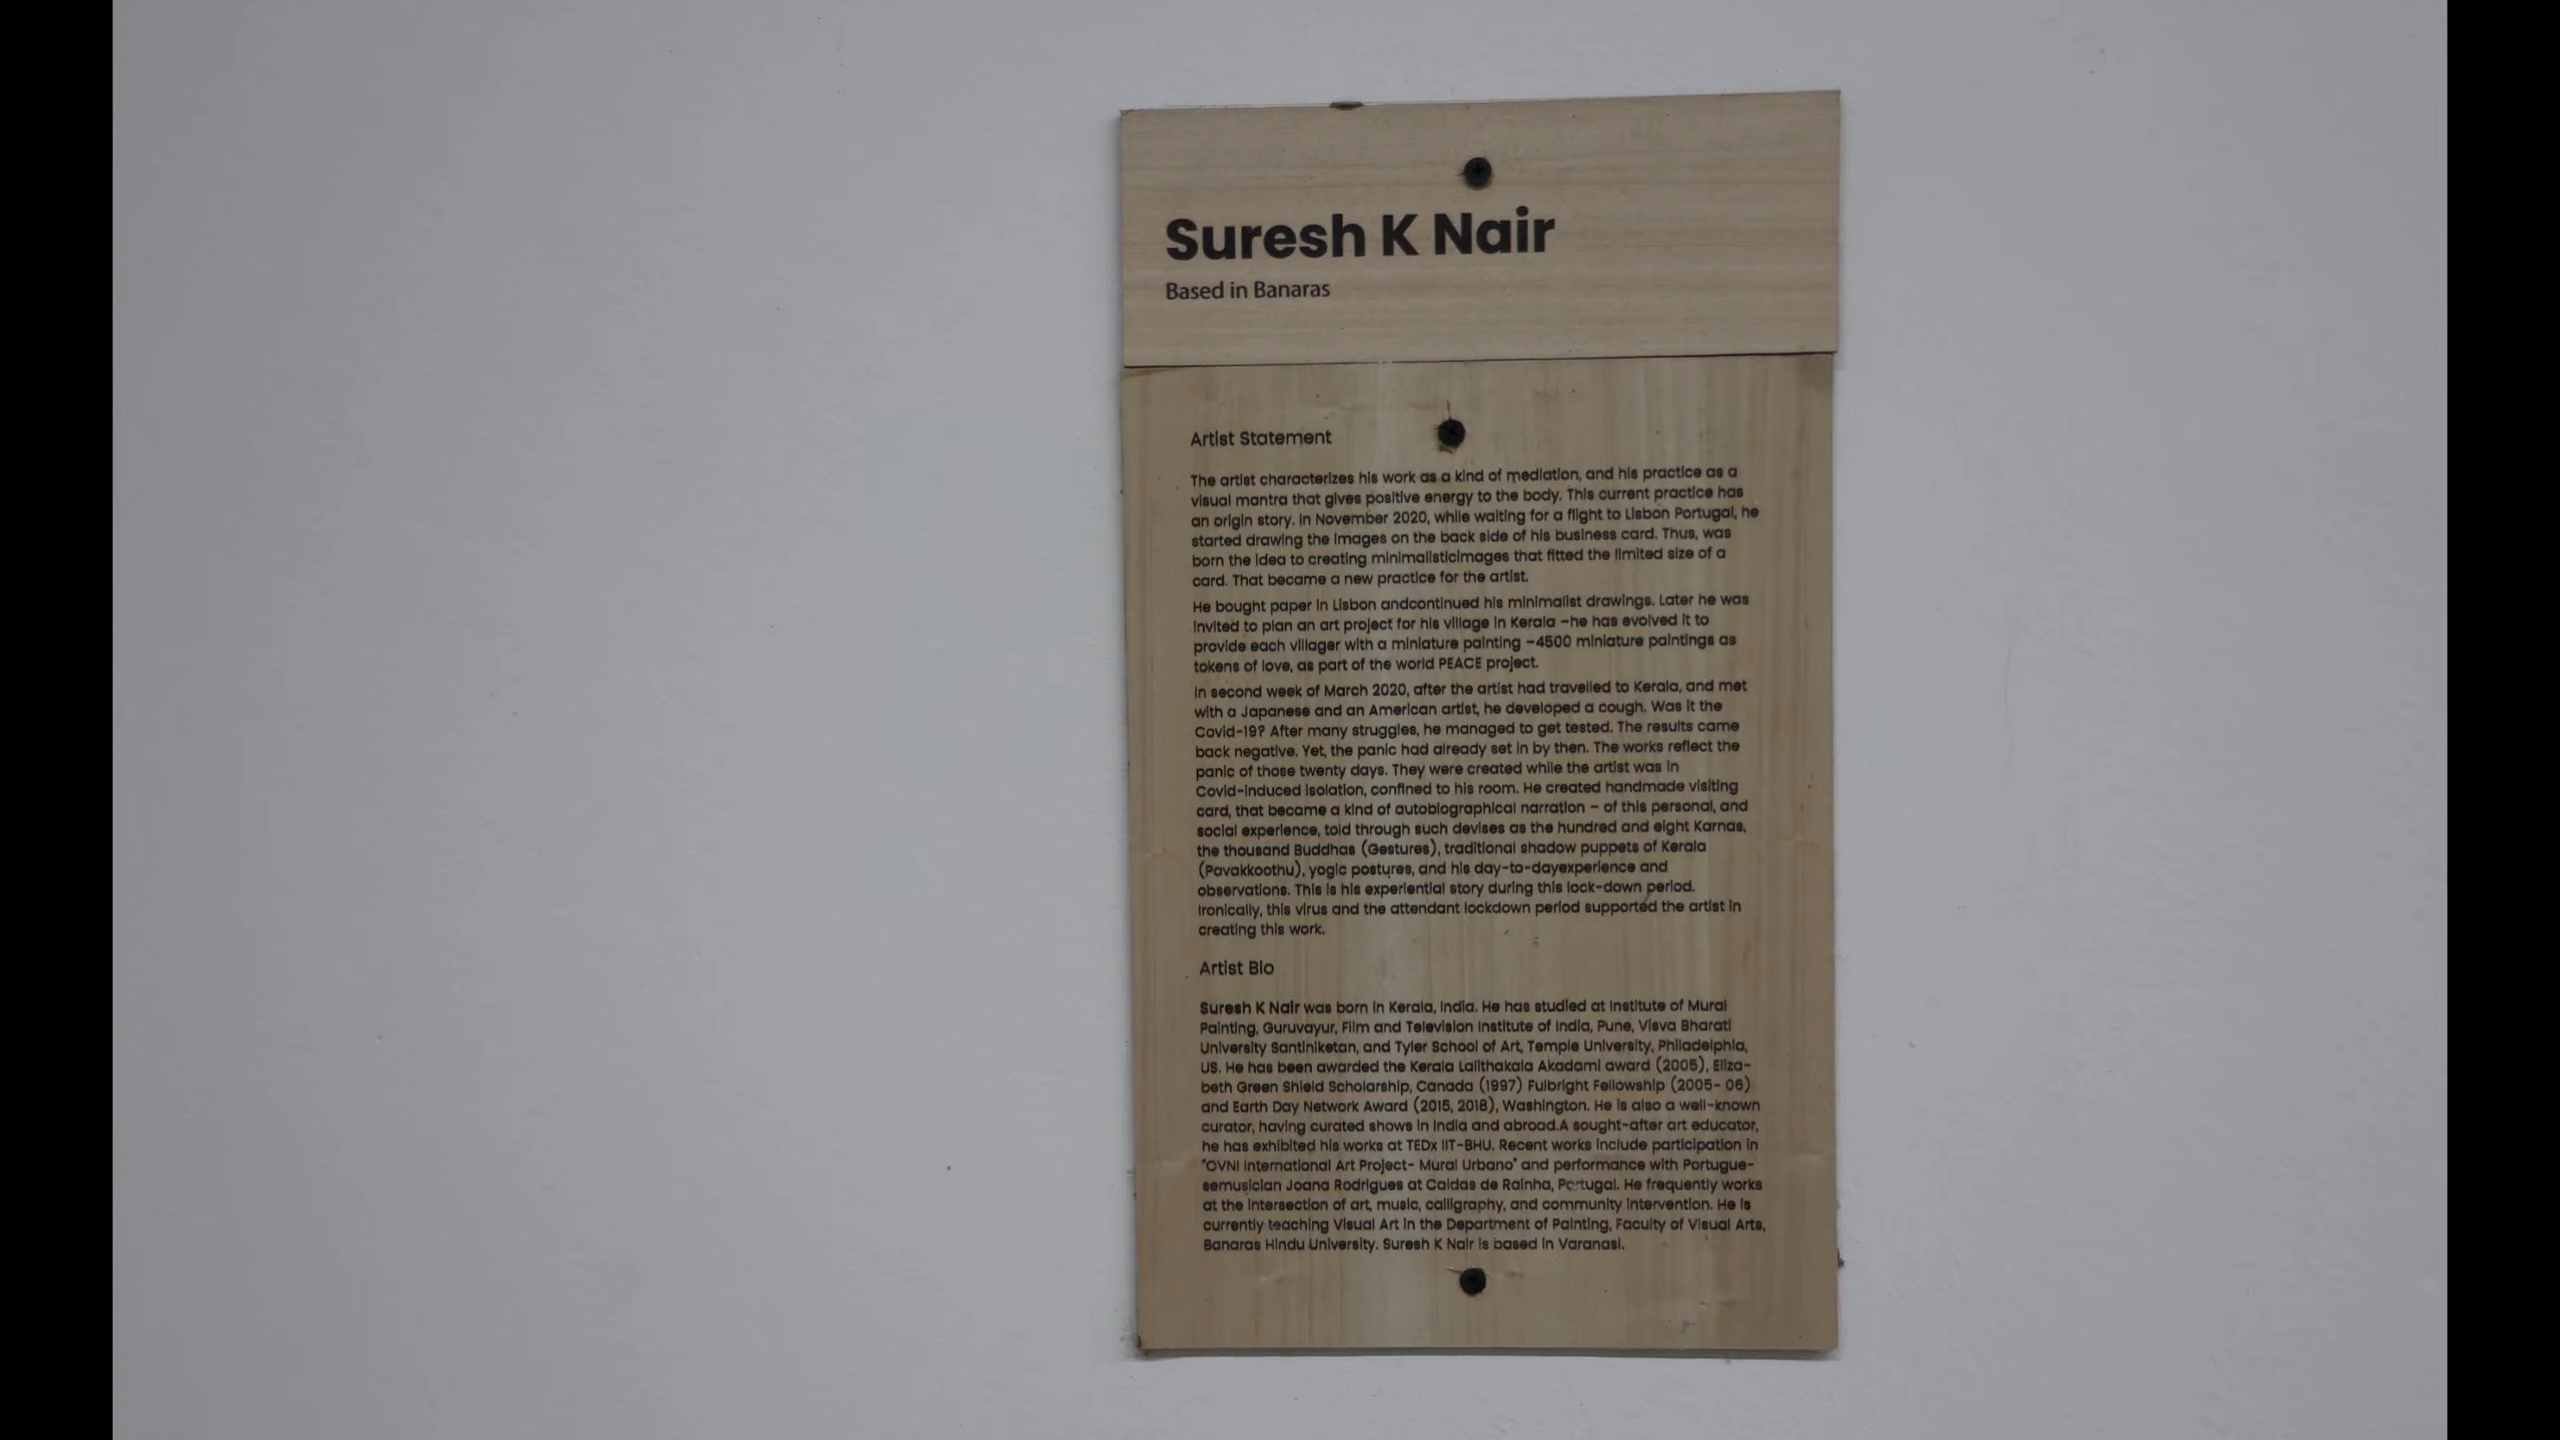 Suresh K Nair
Based in Banaras
Artist Statement
The artist characterizes his work as a kind of mediation, and his practice as a
visual mantra that gives positive energy to the body. This current practice has
an origin story. In November 2020, while waiting for a flight to Lisbon Portugal, he
started drawing the images on the back side of his business card. Thus, was
born the idea to creating minimalisticimages that fitted the limited size of a
card. That became a new practice for the artist.
He bought paper in Lisbon andcontinued his minimalist drawings. Later he was
invited to plan an art project for his village in Kerala –he has evolved it to
provide each villager with a miniature painting –4500 miniature paintings as
tokens of love, as part of the world PEACE project.
In second week of March 2020, after the artist had travelled to Kerala, and met
with a Japanese and an American artist, he developed a cough. Was it the
Covid-19? After many struggles, he managed to get tested. The results came
back negative. Yet, the panic had already set in by then. The works reflect the
panic of those twenty days. They were created while the artist was in
Covid-induced isolation, confined to his room. He created handmade visiting
card, that became a kind of autobiographical narration – of this personal, and
social experience, told through such devises as the hundred and eight Karnas,
the thousand Buddhas (Gestures), traditional shadow puppets of Kerala
(Pavakkoothu), yogic postures, and his day-to-dayexperience and
observations. This is his experiential story during this lock-down period.
Ironically, this virus and the attendant lockdown period supported the artist in
creating this work.
Artist Bio
Suresh K Nair was born in Kerala, India. He has studied at Institute of Mural
Painting, Guruvayur, Film and Television Institute of India, Pune, Visva Bharati
University Santiniketan, and Tyler School of Art, Temple University, Philadelphia,
US. He has been awarded the Kerala Lalithakala Akadami award (2005), Eliza-
beth Green Shield Scholarship, Canada (1997) Fulbright Fellowship (2005- 06)
and Earth Day Network Award (2015, 2018), Washington. He is also a well-known
curator, having curated shows in India and abroad.A sought-after art educator,
he has exhibited his works at TEDx IIT-BHU. Recent works include participation in
"OVNI International Art Project- Mural Urbano" and performance with Portugue-
semusician Joana Rodrigues at Caldas de Rainha, Portugal. He frequently works
at the intersection of art, music, calligraphy, and community intervention. He is
currently teaching Visual Art in the Department of Painting, Faculty of Visual Arts,
Banaras Hindu University. Suresh K Nair is based in Varanasi.